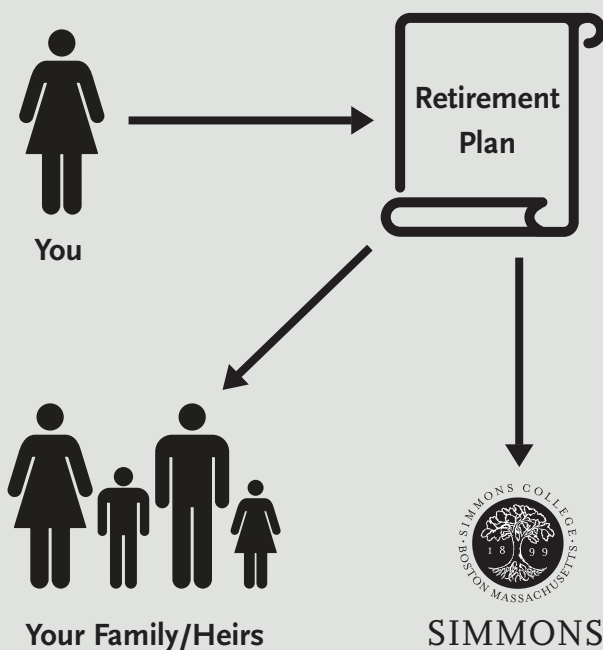 Retirement
Plan
You
SIMMONS COLLEGE
18 99
BOSTON MASSACHUSETTS
Your Family/Heirs
SIMMONS